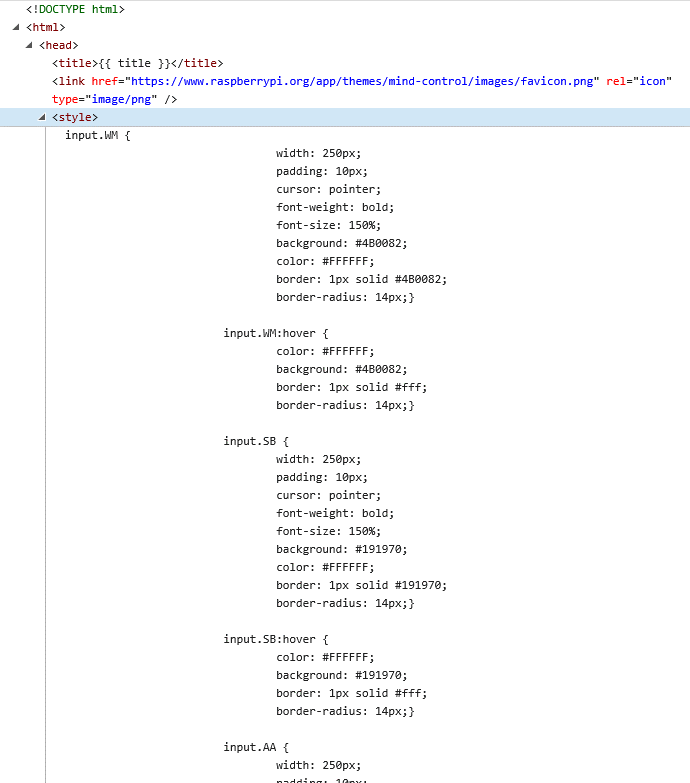 <!DOCTYPE html>
<html>
<head>
<title>{{ title }}</title>
<link href="https://www.raspberrypi.org/app/themes/mind-control/images/favicon.png" rel="icon"
type="image/png" />
<style>
input.WM {
width: 250px;
padding: 10px;
cursor: pointer;
font-weight: bold;
font-size: 150%;
background: #4B0082;
color: #FFFFFF;
border: 1px solid #4B0082;
border-radius: 14px;}
input.WM:hover {
color: #FFFFFF;
background: #4B0082;
border: 1px solid #fff;
border-radius: 14px;}
input.SB {
width: 250px;
padding: 10px;
cursor: pointer;
font-weight: bold;
font-size: 150%;
background: #191970;
color: #FFFFFF;
border: 1px solid #191970;
border-radius: 14px;}
input.SB:hover {
color: #FFFFFF;
background: #191970;
border: 1px solid #fff;
border-radius: 14px;}
input.AA {
width: 250px;
padding: 10px;